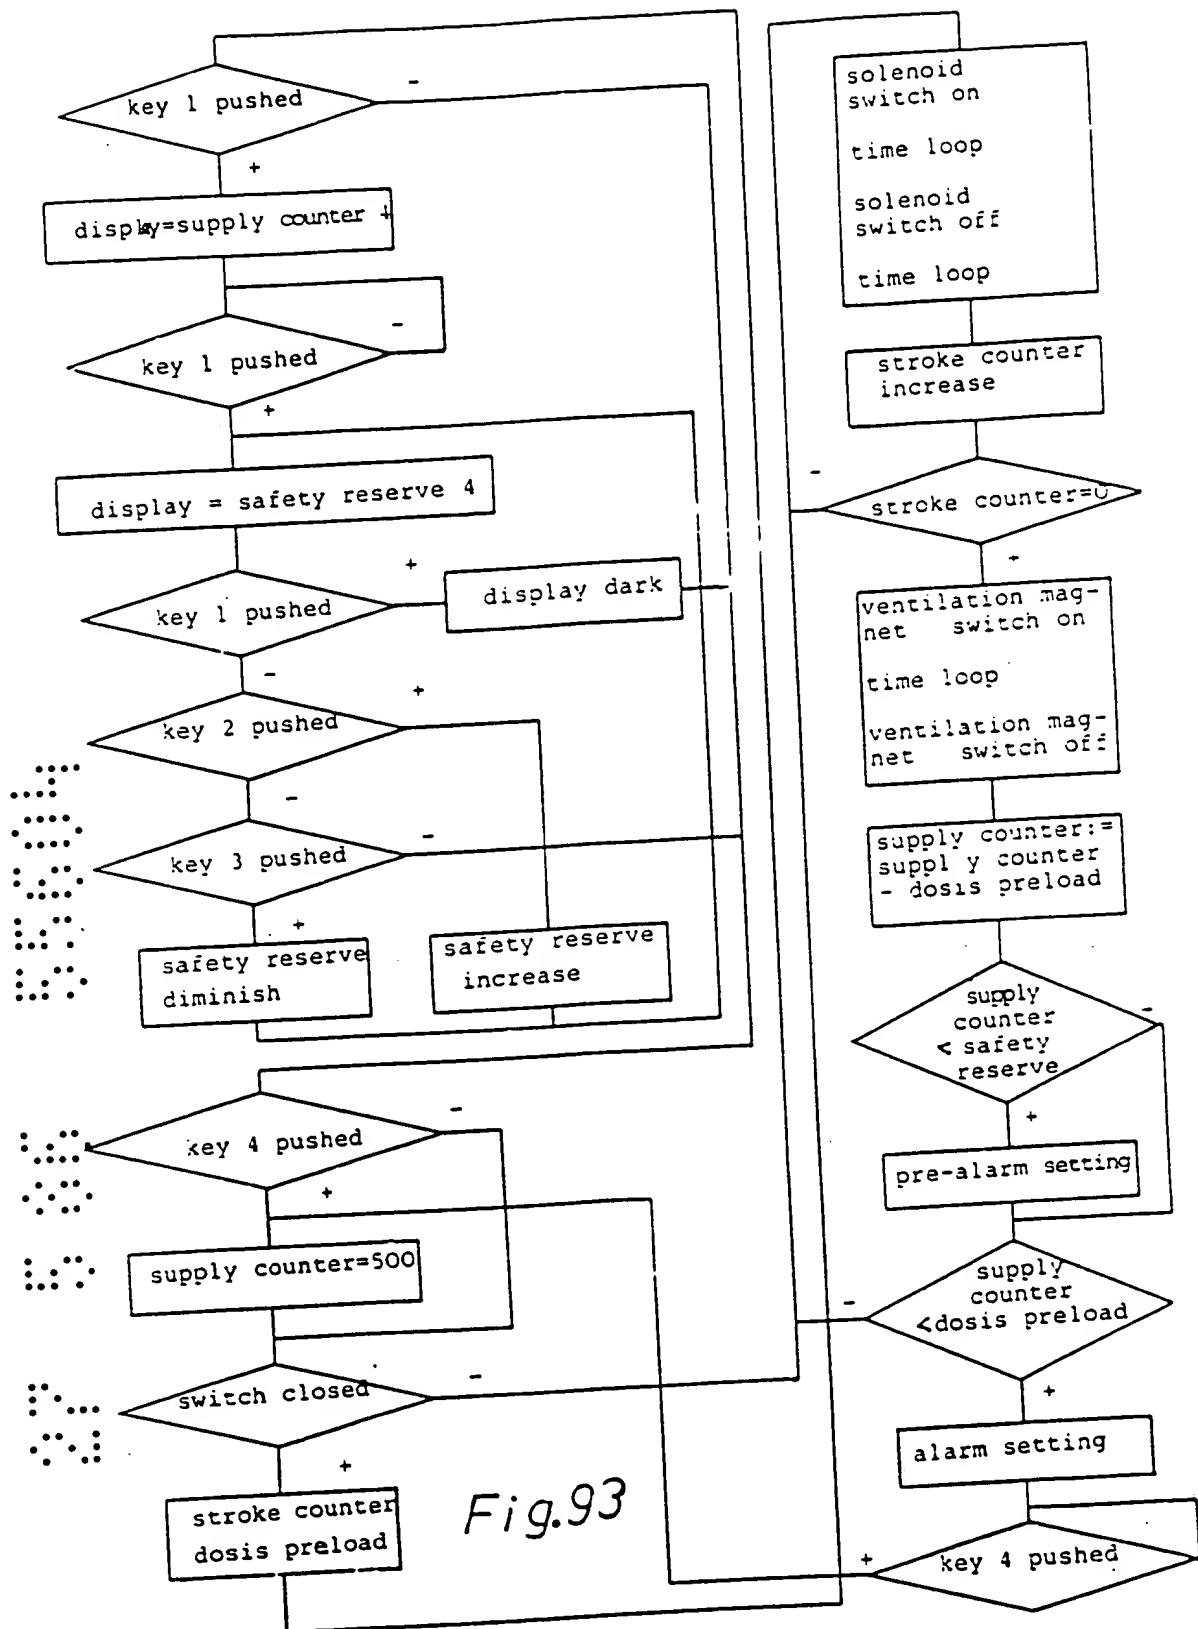 key 1 pushed
-
+
display=supply counter +
key 1 pushed
-
+
display = safety reserve 4
key 1 pushed
+
display dark
-
key 2 pushed
+
-
key 3 pushed
-
+
safety reserve
diminish
safety reserve
increase
key 4 pushed
-
+
supply counter=500
switch closed
-
+
stroke counter
dosis preload
Fig.93
solenoid
switch on
time loop
solenoid
switch off
time loop
stroke counter
increase
-
stroke counter=0
+
ventilation mag-
net switch on
time loop
ventilation mag-
net switch off
supply counter:=
suppl y counter
- dosis preload
supply
counter
< safety
reserve
-
+
pre-alarm setting
supply
counter
<dosis preload
-
+
alarm setting
+
key 4 pushed